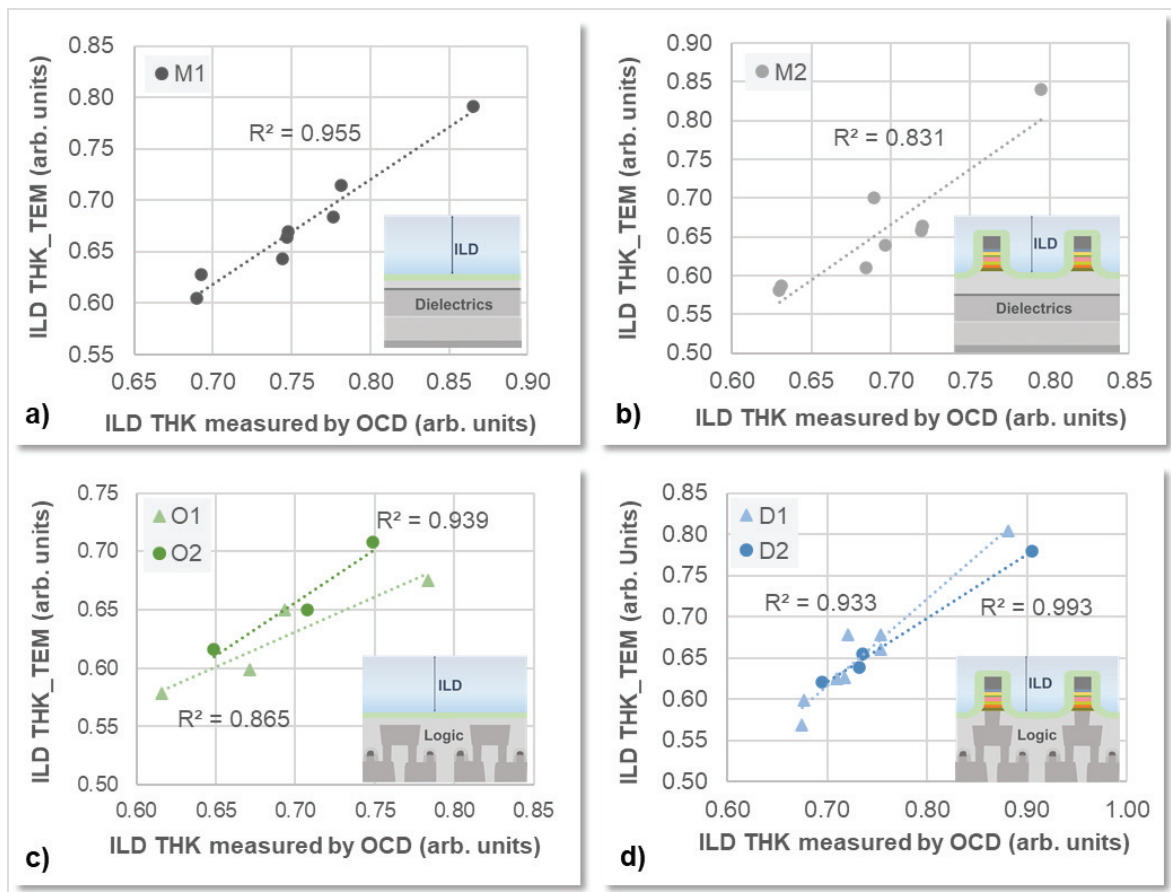 0.85
0.80
0.75
0.70
0.65
0.60
0.55
ILD THK_TEM (arb. units)
M1
R² = 0.955
ILD
Dielectrics
0.65 0.70 0.75 0.80 0.85 0.90
a)
ILD THK measured by OCD (arb. units)
0.90
0.85
0.80
0.75
0.70
0.65
0.60
0.55
0.50
ILD THK_TEM (arb. units)
M2
R² = 0.831
ILD
Dielectrics
0.60 0.65 0.70 0.75 0.80 0.85
b)
ILD THK measured by OCD (arb. units)
0.75
0.70
0.65
0.60
0.55
0.50
ILD THK_TEM (arb. units)
O1
O2
R² = 0.939
R² = 0.865
ILD
Logic
0.60 0.65 0.70 0.75 0.80 0.85
c)
ILD THK measured by OCD (arb. units)
0.85
0.80
0.75
0.70
0.65
0.60
0.55
0.50
ILD THK_TEM (arb. Units)
D1
D2
R² = 0.933
R² = 0.993
ILD
Logic
0.60 0.70 0.80 0.90 1.00
d)
ILD THK measured by OCD (arb. units)